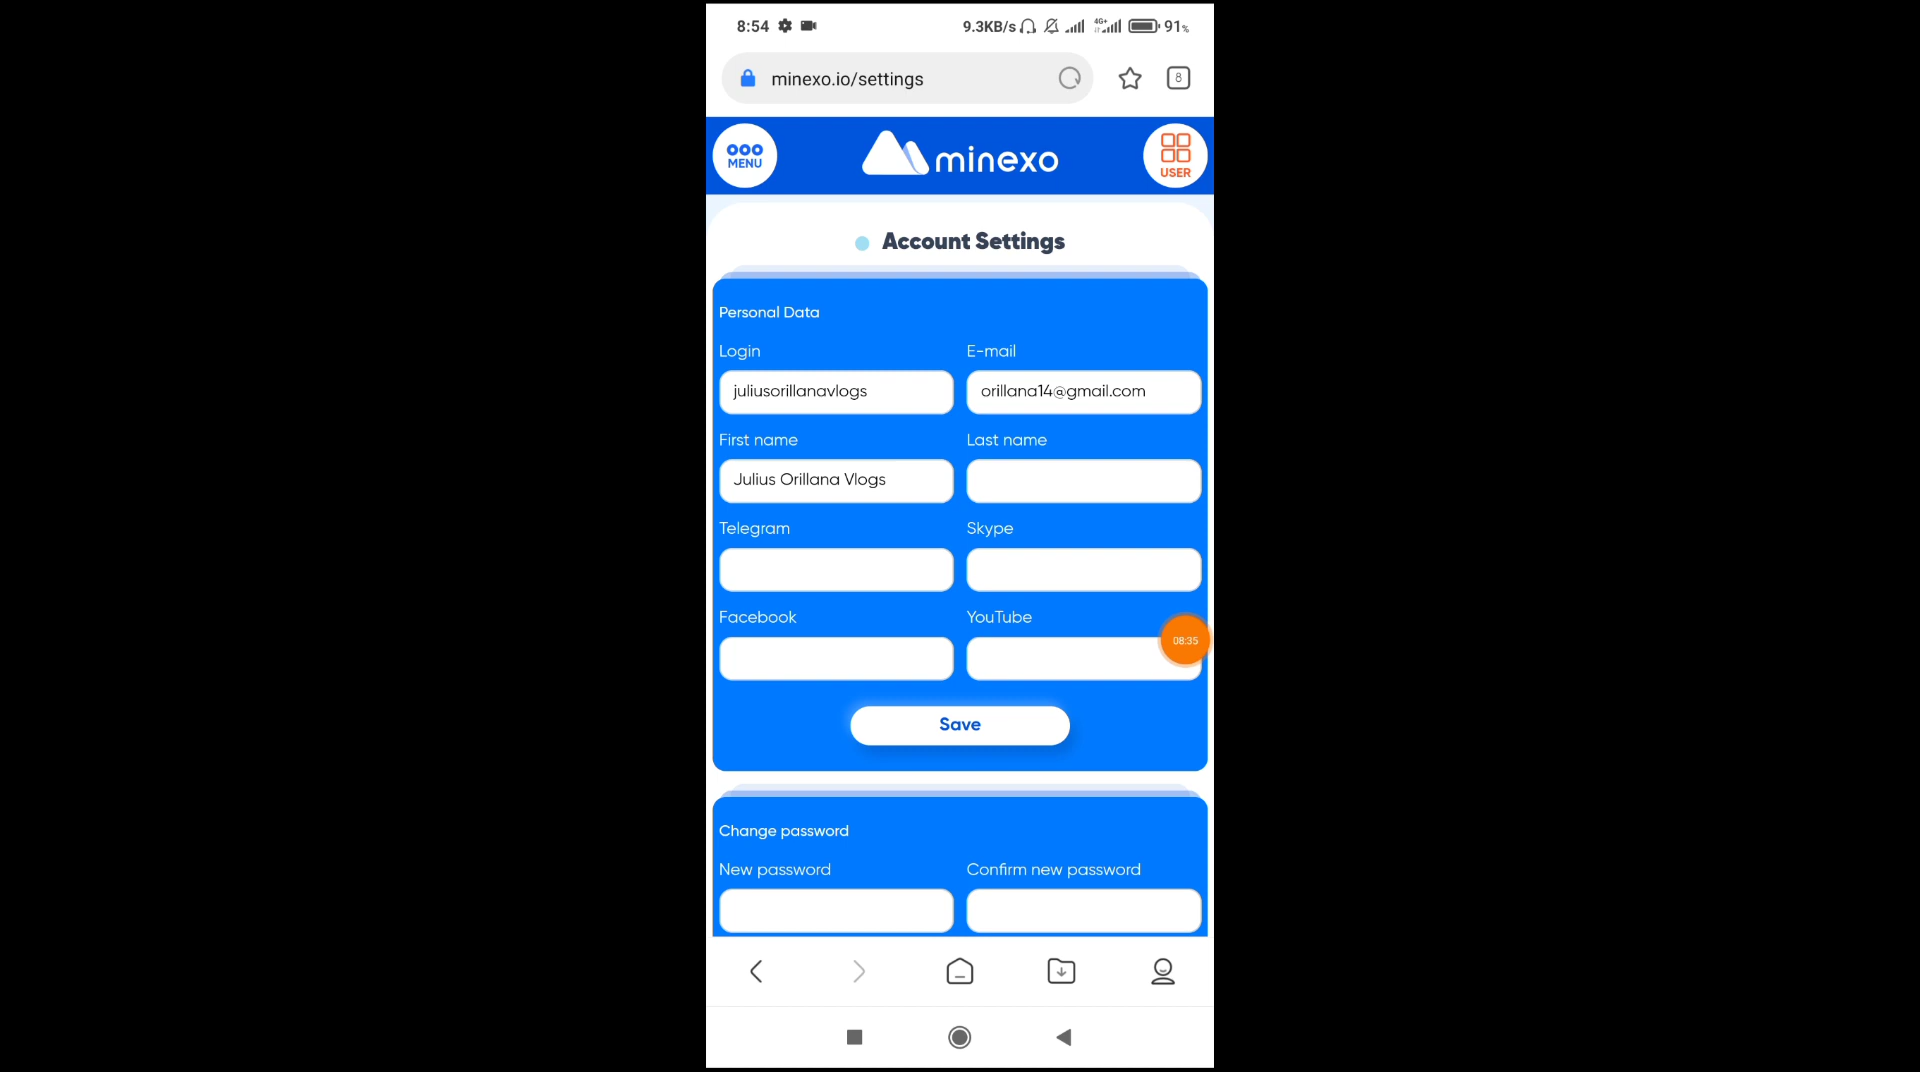 8:54 9.3KB/s 4G+ 91%
minexo.io/settings 8
MENU minexo USER
Account Settings
Personal Data
Login E-mail
juliusorillanavlogs orillana14@gmail.com
First name Last name
Julius Orillana Vlogs
Telegram Skype
Facebook YouTube
08:35
Save
Change password
New password Confirm new password